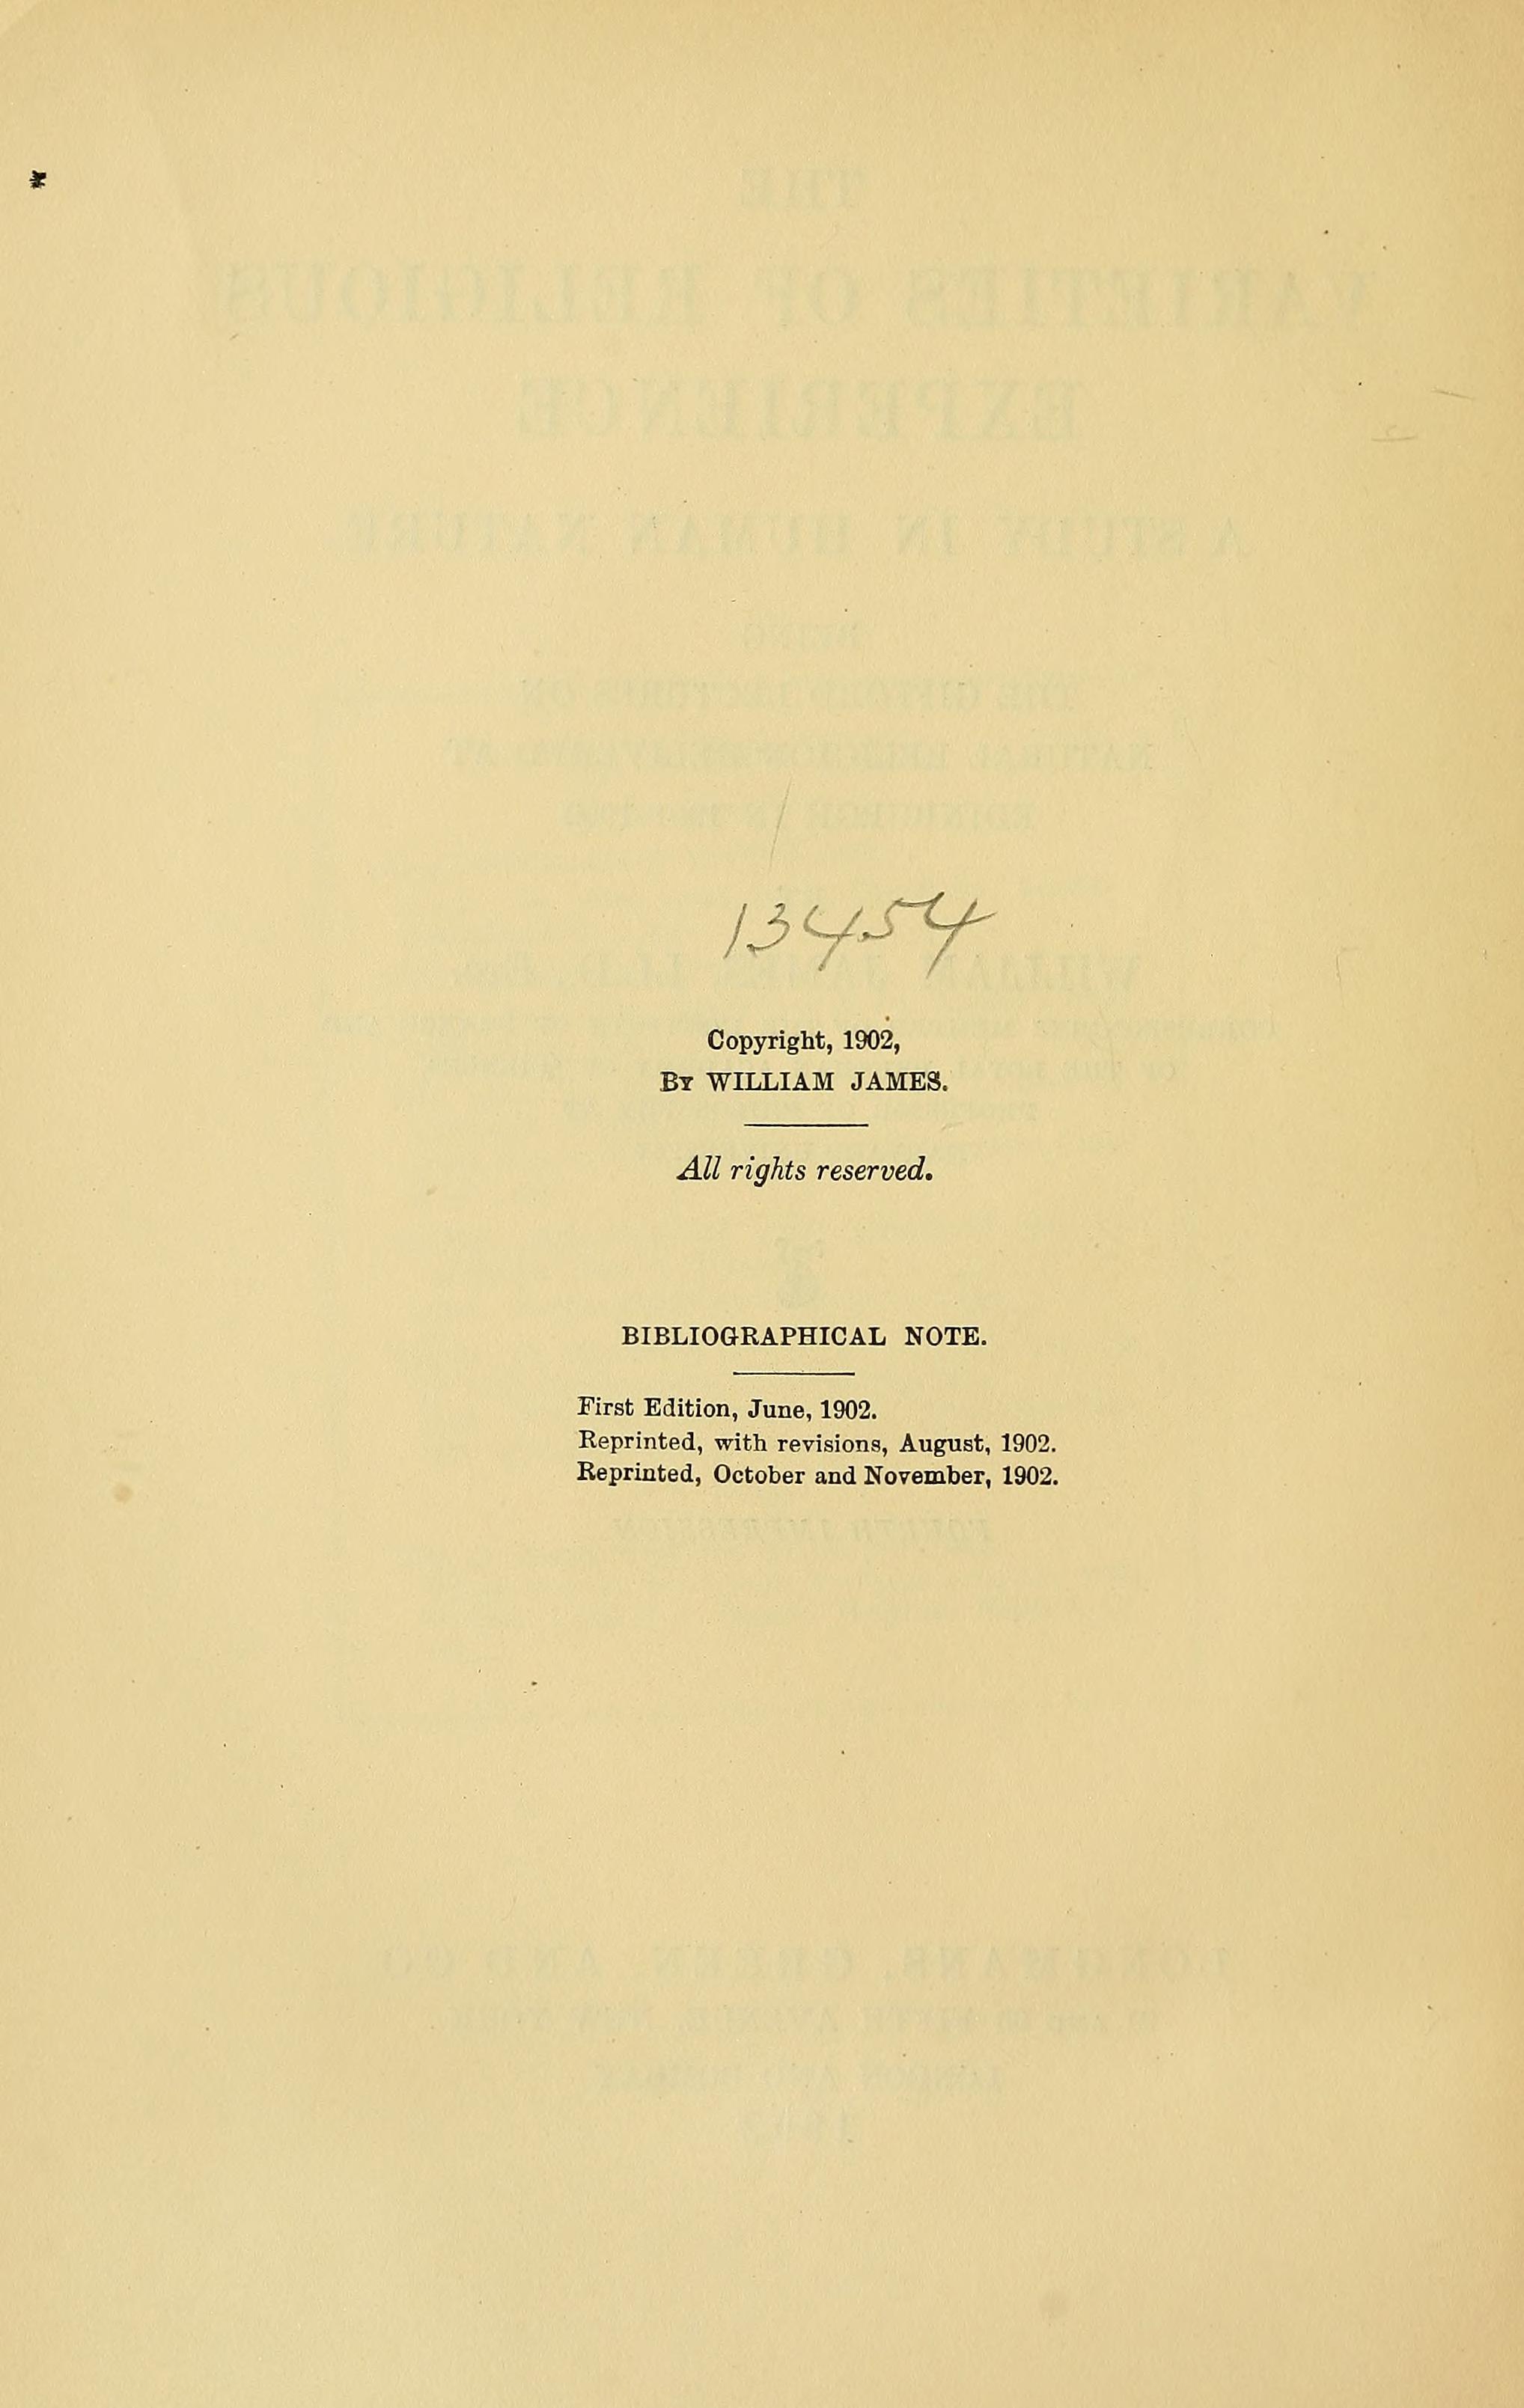 13454
Copyright, 1902,
By WILLIAM JAMES.
All rights reserved.
BIBLIOGRAPHICAL NOTE.
First Edition, June, 1902.
Reprinted, with revisions, August, 1902.
Reprinted, October and November, 1902.